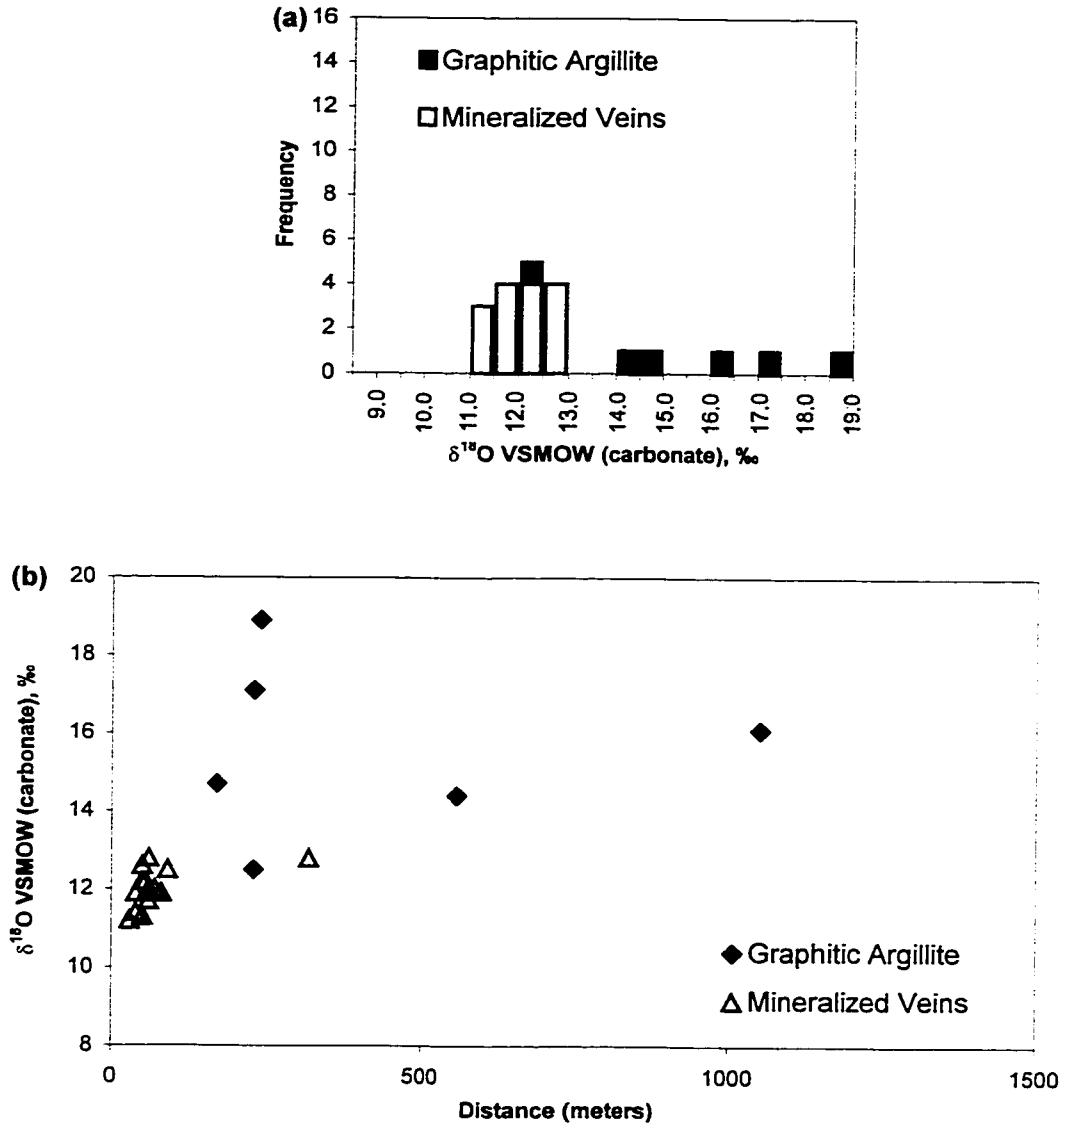 (a)
16
14
12
10
8
6
4
2
0
Frequency
Graphitic Argillite
Mineralized Veins
9.0 10.0 11.0 12.0 13.0 14.0 15.0 16.0 17.0 18.0 19.0
δ¹⁸O VSMOW (carbonate), ‰
(b)
20
18
16
14
12
10
8
δ¹⁸O VSMOW (carbonate), ‰
Graphitic Argillite
Mineralized Veins
0 500 1000 1500
Distance (meters)